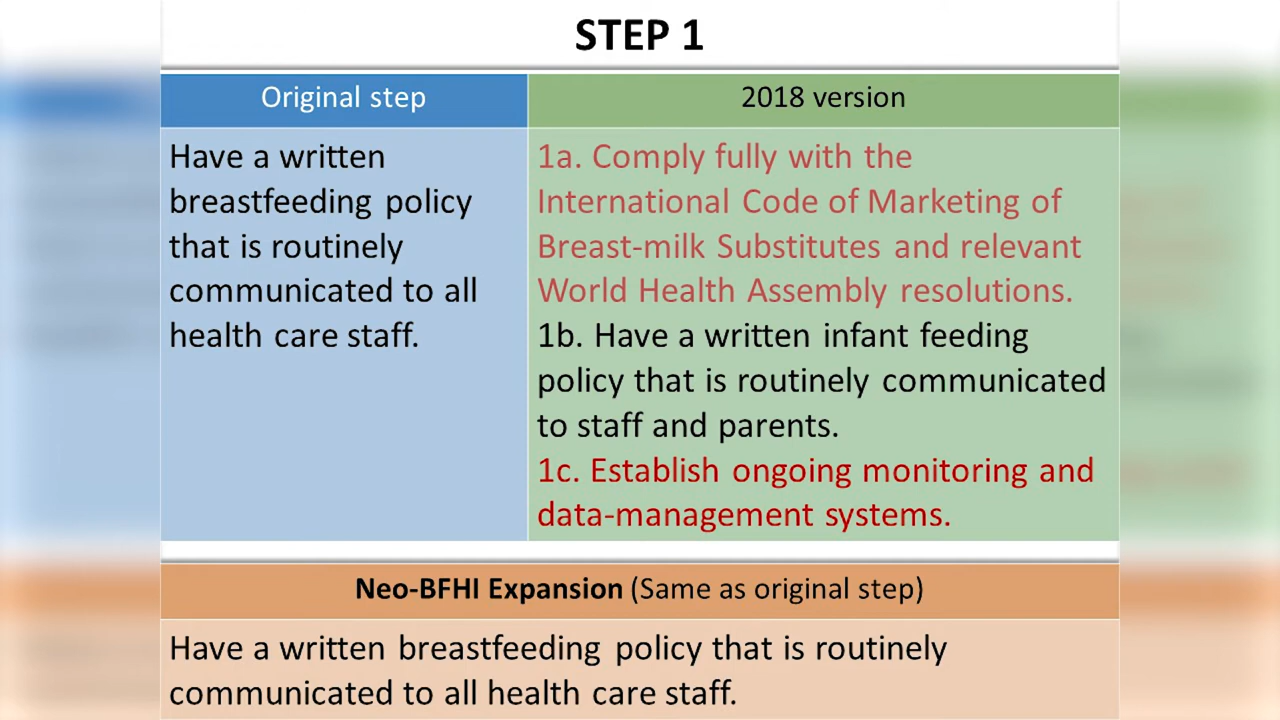 STEP 1
Original step
Have a written
breastfeeding policy
that is routinely
communicated to all
health care staff.
2018 version
1a. Comply fully with the
International Code of Marketing of
Breast-milk Substitutes and relevant
World Health Assembly resolutions.
1b. Have a written infant feeding
policy that is routinely communicated
to staff and parents.
1c. Establish ongoing monitoring and
data-management systems.
Neo-BFHI Expansion (Same as original step)
Have a written breastfeeding policy that is routinely
communicated to all health care staff.